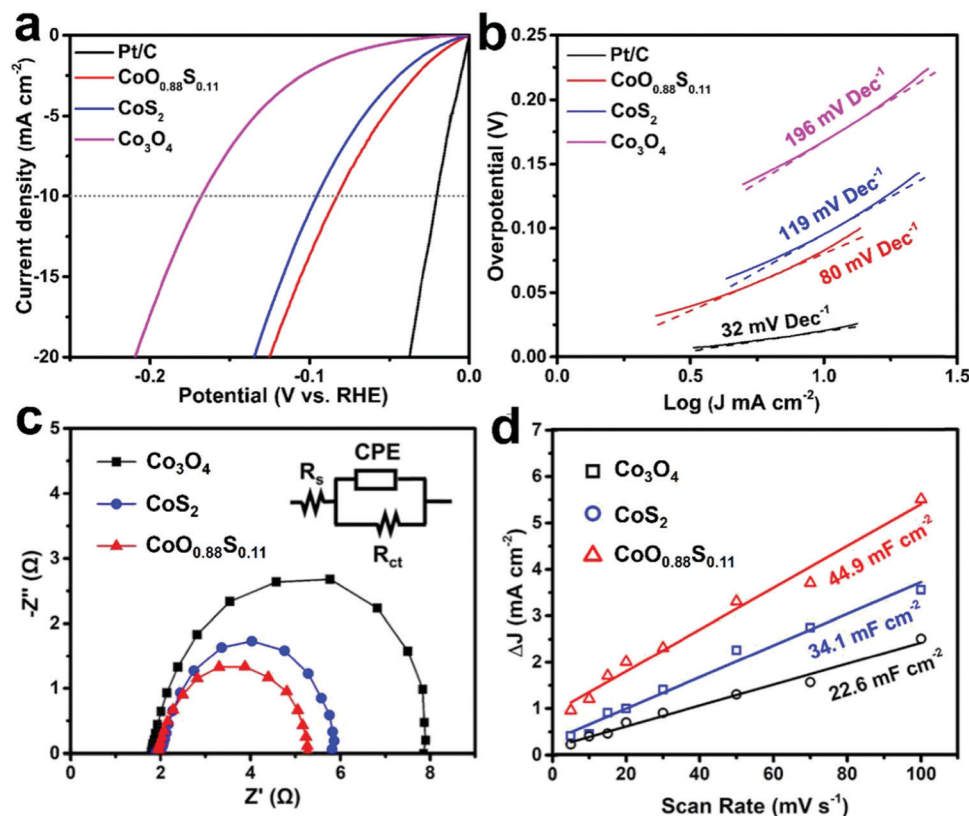 a
Current density (mA cm⁻²)
0
-5
-10
-15
-20
Pt/C
CoO₀.₈₈S₀.₁₁
CoS₂
Co₃O₄
-0.2
-0.1
0.0
Potential (V vs. RHE)
b
Overpotential (V)
0.25
0.20
0.15
0.10
0.05
0.00
Pt/C
CoO₀.₈₈S₀.₁₁
CoS₂
Co₃O₄
196 mV Dec⁻¹
119 mV Dec⁻¹
80 mV Dec⁻¹
32 mV Dec⁻¹
0.0
0.5
1.0
1.5
Log (J mA cm⁻²)
c
-Z'' (Ω)
5
4
3
2
1
0
Co₃O₄
CoS₂
CoO₀.₈₈S₀.₁₁
CPE
Rₛ
R_ct
0
2
4
6
8
Z' (Ω)
d
ΔJ (mA cm⁻²)
7
6
5
4
3
2
1
0
Co₃O₄
CoS₂
CoO₀.₈₈S₀.₁₁
44.9 mF cm⁻²
34.1 mF cm⁻²
22.6 mF cm⁻²
0
20
40
60
80
100
Scan Rate (mV s⁻¹)